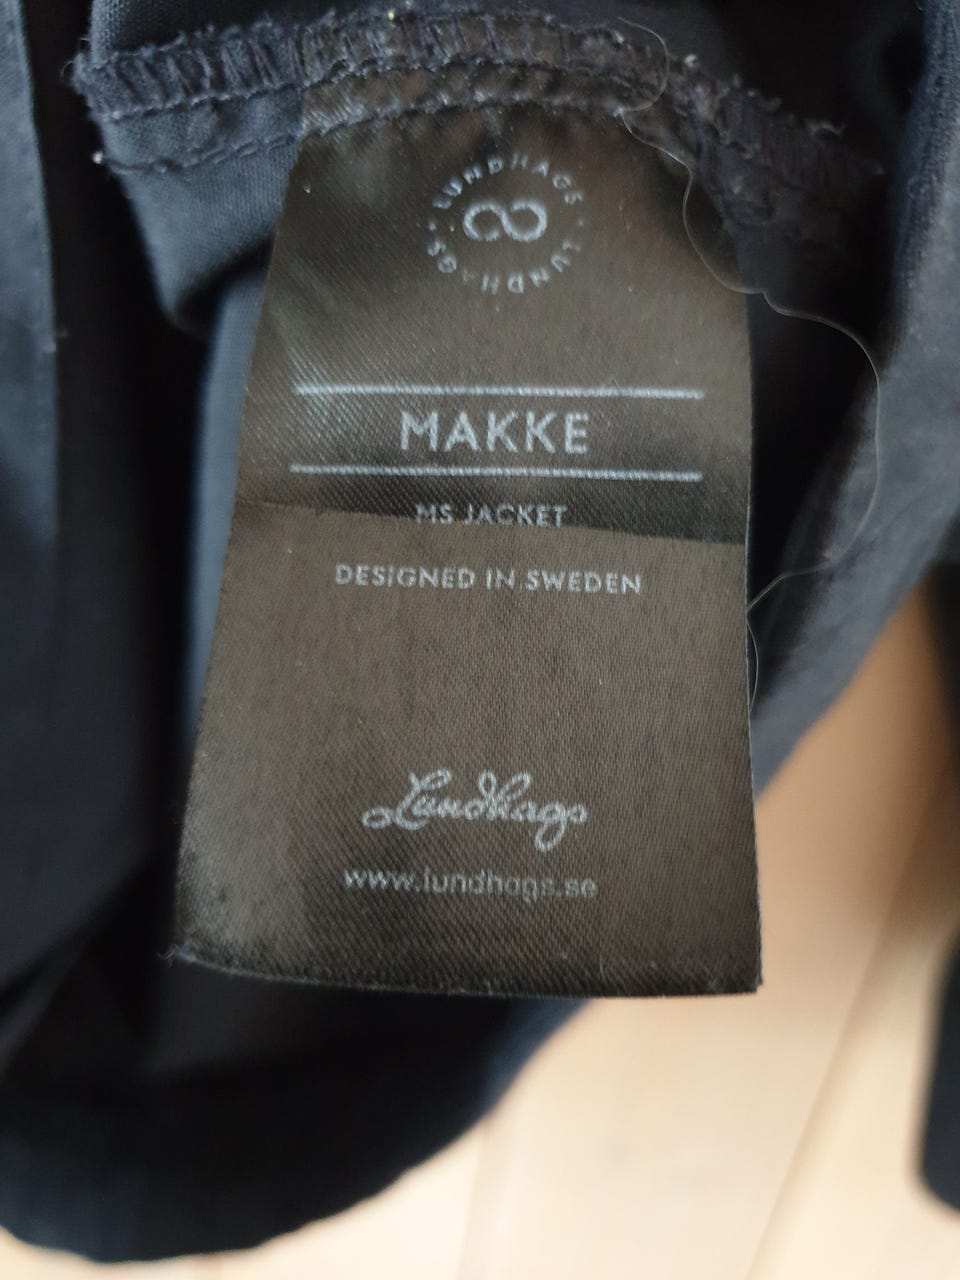 LUNDHAGS · LUNDHAGS ·
MAKKE
MS JACKET
DESIGNED IN SWEDEN
Lundhags
www.lundhags.se